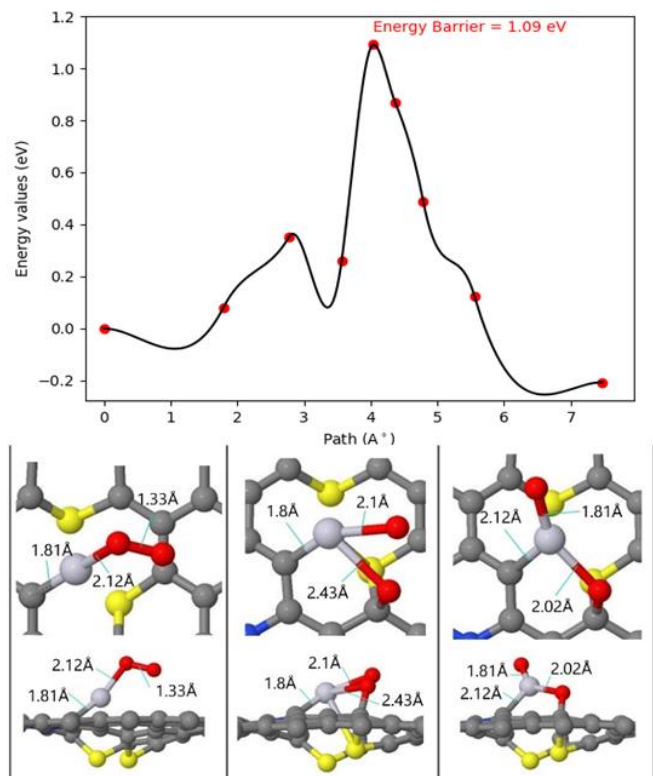 Energy Barrier = 1.09 eV
1.2
1.0
0.8
0.6
0.4
0.2
0.0
−0.2
Energy values (eV)
0 1 2 3 4 5 6 7
Path (A°)
1.33Å
1.81Å
2.12Å
2.12Å
1.81Å
1.33Å
1.8Å
2.1Å
2.43Å
2.1Å
1.8Å
2.43Å
2.12Å
1.81Å
2.02Å
1.81Å
2.02Å
2.12Å